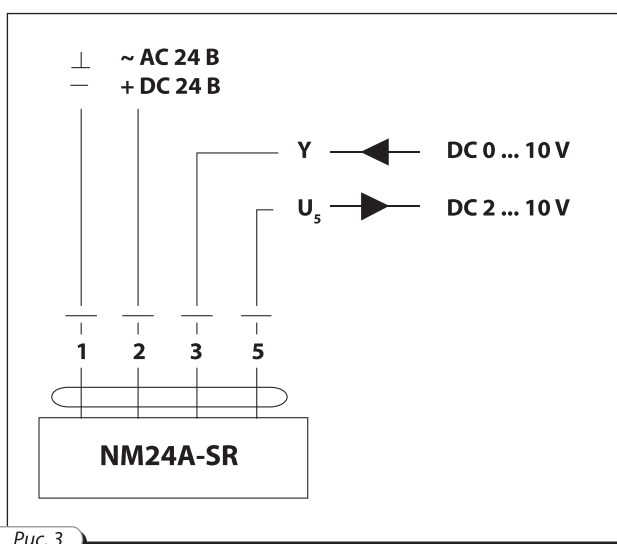 ⊥ ~ AC 24 В
– + DC 24 В
Y DC 0 ... 10 V
U₅ DC 2 ... 10 V
1 2 3 5
NM24A-SR
Рис. 3